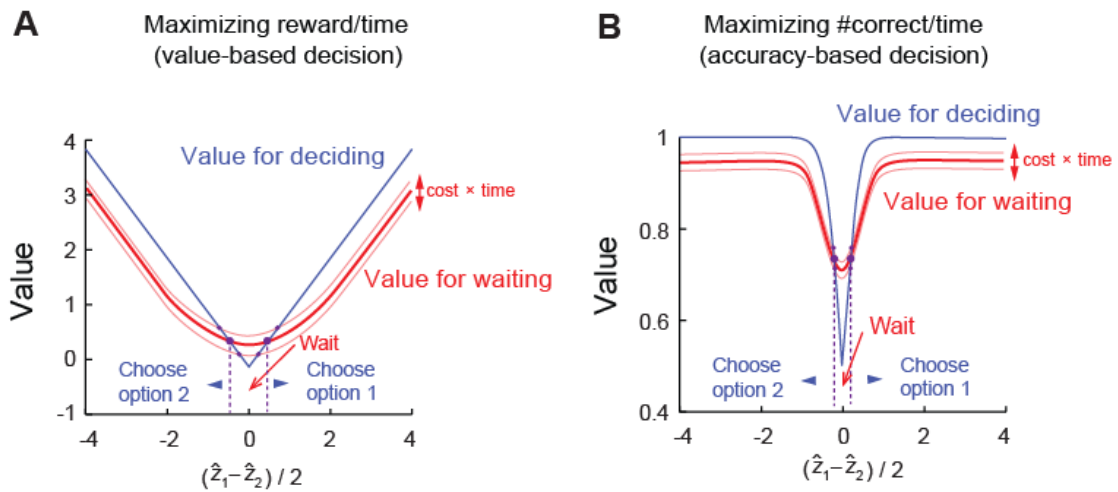 A
Maximizing reward/time
(value-based decision)
Value
4
3
2
1
0
-1
Value for deciding
cost × time
Value for waiting
Wait
Choose
option 2
Choose
option 1
-4
-2
0
2
4
(ẑ₁−ẑ₂) / 2
B
Maximizing #correct/time
(accuracy-based decision)
Value
1
0.8
0.6
0.4
Value for deciding
cost × time
Value for waiting
Wait
Choose
option 2
Choose
option 1
-4
-2
0
2
4
(ẑ₁−ẑ₂) / 2